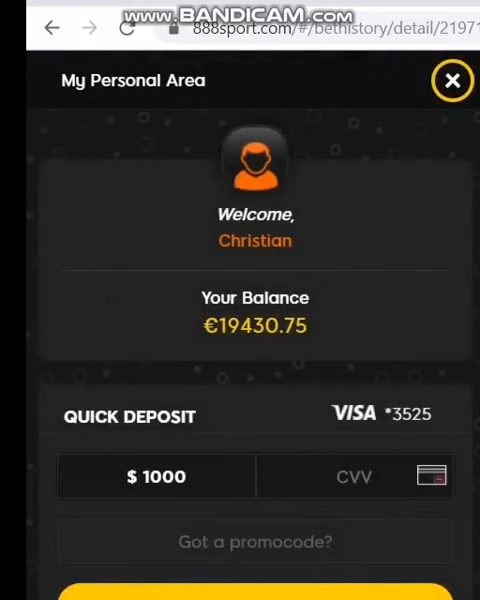 www.BANDICAM.com
888sport.com/#/bethistory/detail/21971
My Personal Area
Welcome,
Christian
Your Balance
€19430.75
QUICK DEPOSIT
VISA *3525
$ 1000
CVV
Got a promocode?